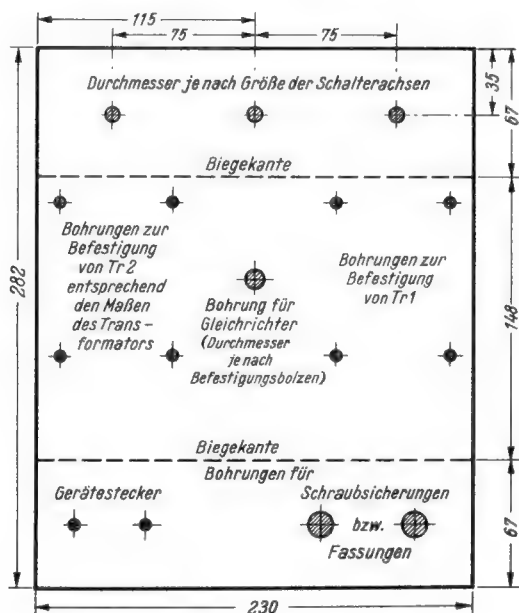 115
75
75
35
67
Durchmesser je nach Größe der Schalterachsen
Biegekante
Bohrungen zur
Befestigung
von Tr2
entsprechend
den Maßen
des Trans-
formators
Bohrung für
Gleichrichter
(Durchmesser
je nach
Befestigungsbolzen)
Bohrungen zur
Befestigung
von Tr1
282
148
Biegekante
Bohrungen für
Gerätestecker
Schraubsicherungen
bzw.
Fassungen
67
230